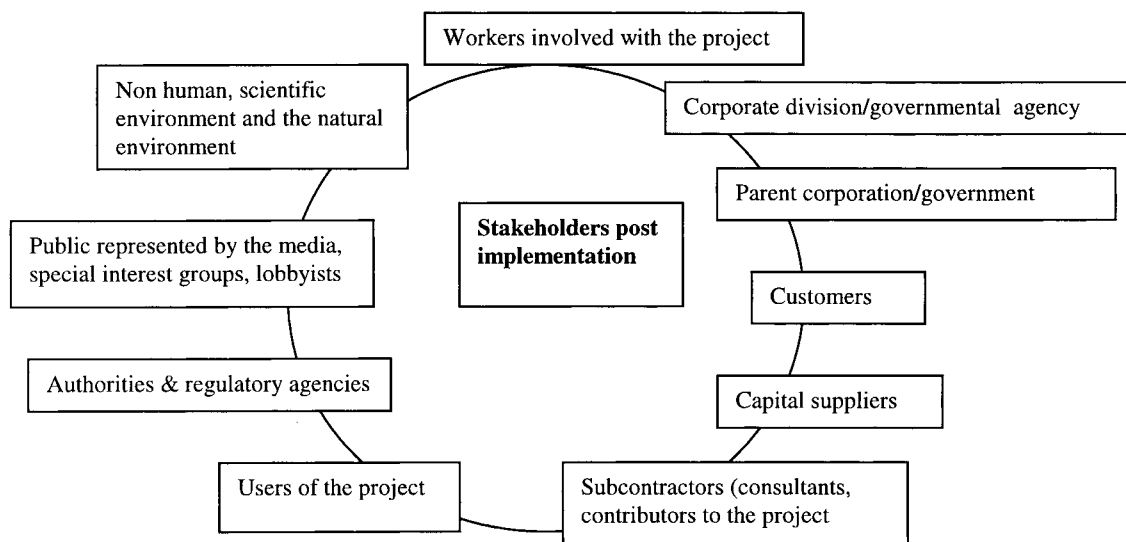 Workers involved with the project
Non human, scientific
environment and the natural
environment
Corporate division/governmental agency
Parent corporation/government
Stakeholders post
implementation
Public represented by the media,
special interest groups, lobbyists
Customers
Authorities & regulatory agencies
Capital suppliers
Users of the project
Subcontractors (consultants,
contributors to the project